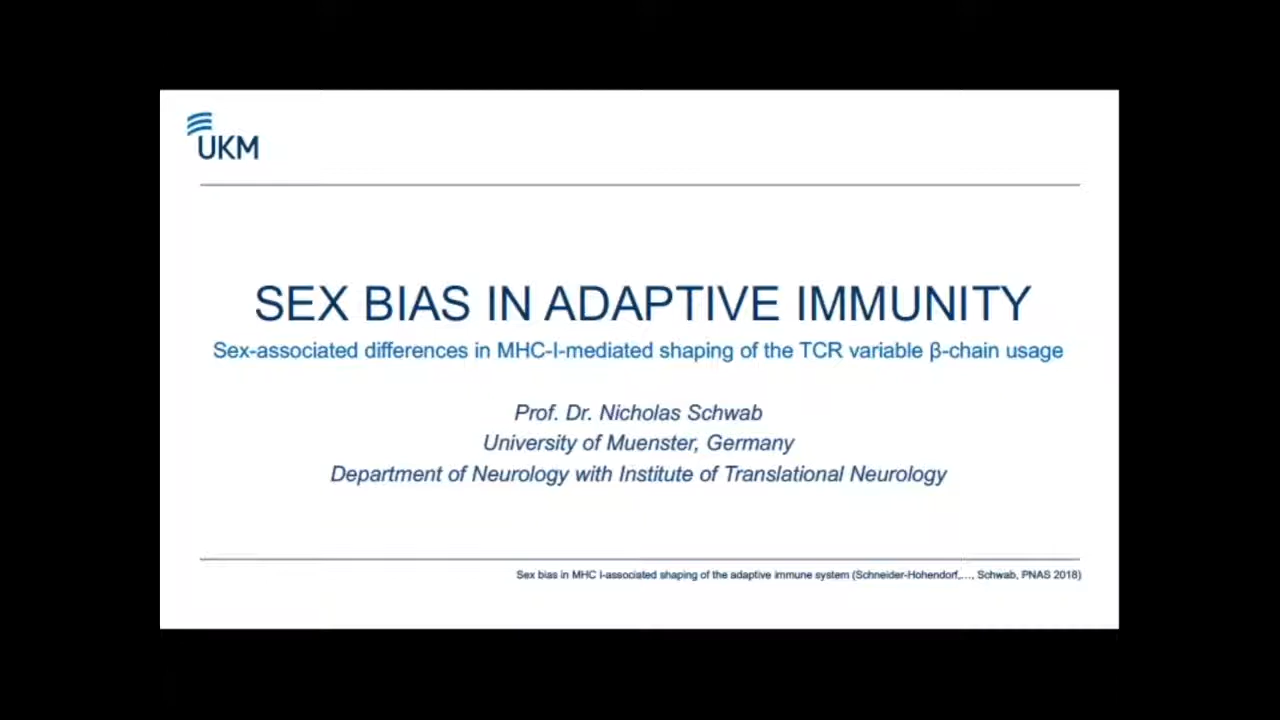 UKM
SEX BIAS IN ADAPTIVE IMMUNITY
Sex-associated differences in MHC-I-mediated shaping of the TCR variable β-chain usage
Prof. Dr. Nicholas Schwab
University of Muenster, Germany
Department of Neurology with Institute of Translational Neurology
Sex bias in MHC I-associated shaping of the adaptive immune system (Schneider-Hohendorf,..., Schwab, PNAS 2018)